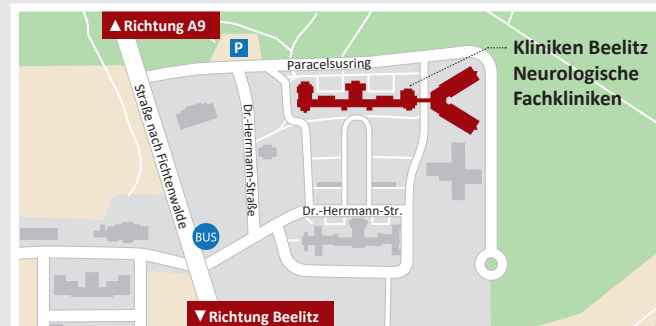 ▲Richtung A9
P
Paracelsusring
Kliniken Beelitz
Neurologische
Fachkliniken
Straße nach Fichtenwalde
Dr.-Herrmann-Straße
Dr.-Herrmann-Str.
BUS
▼Richtung Beelitz